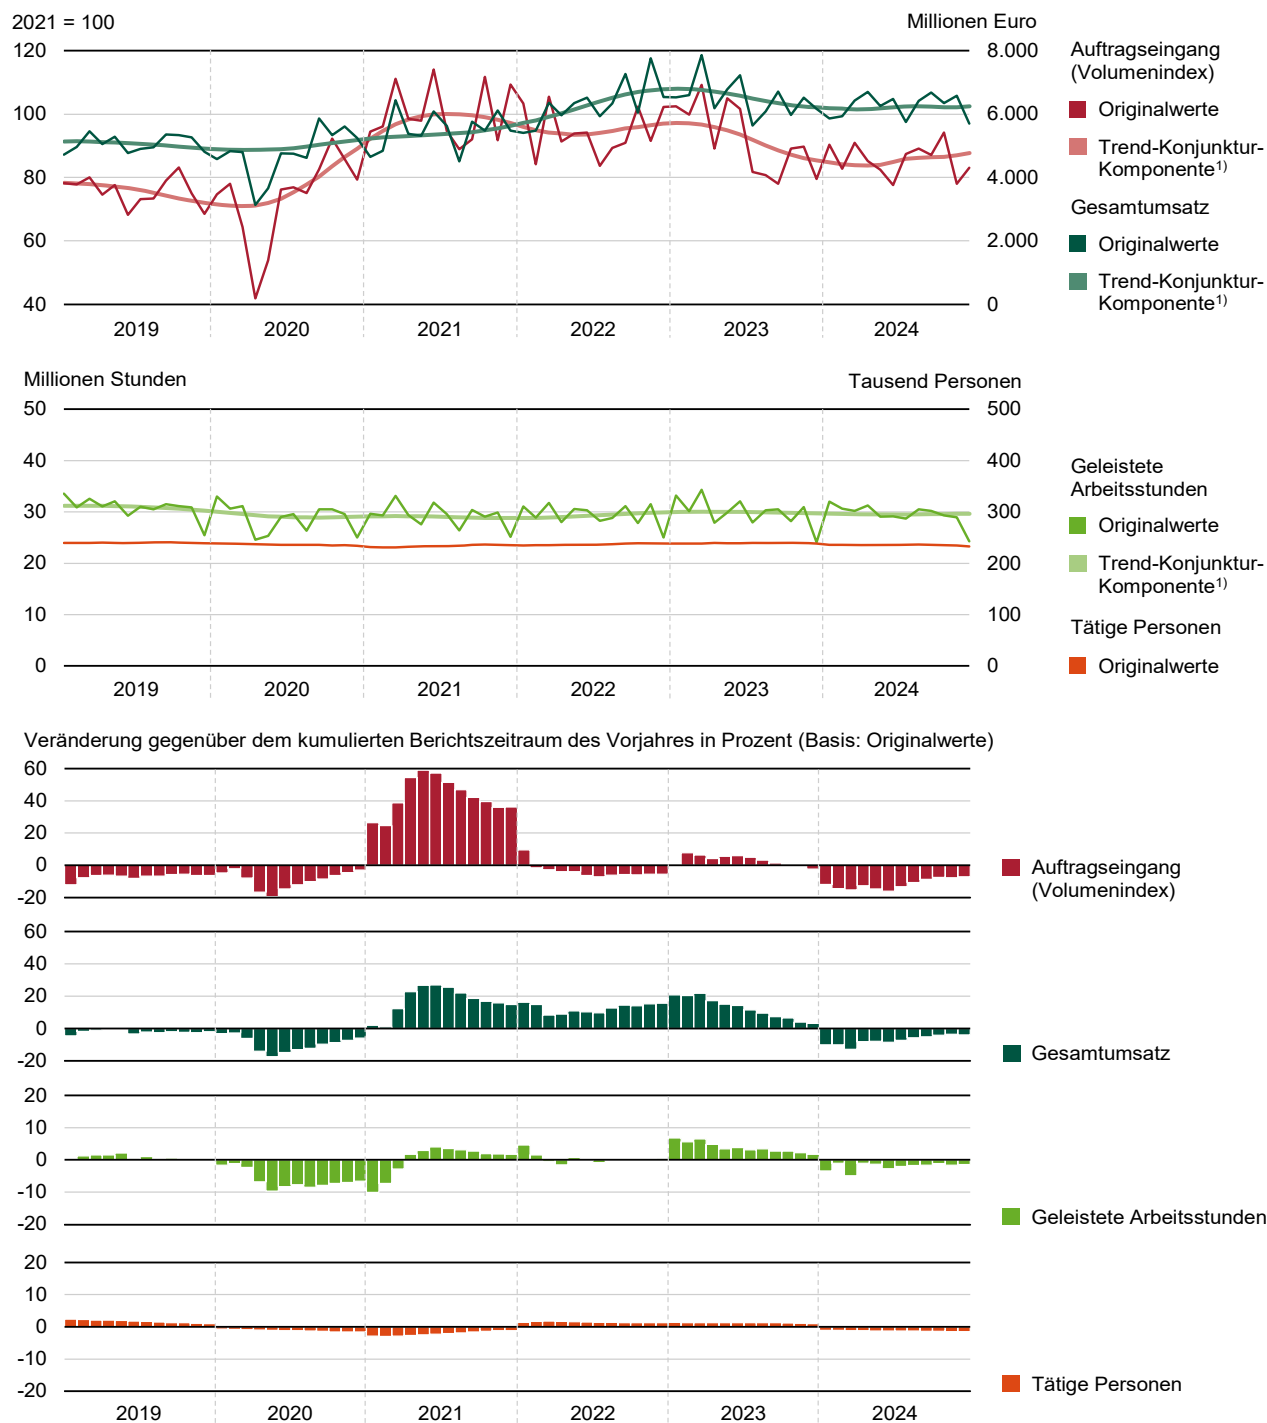 2021 = 100
Millionen Euro
120
100
80
60
40
8.000
6.000
4.000
2.000
0
2019
2020
2021
2022
2023
2024
Auftragseingang
(Volumenindex)
Originalwerte
Trend-Konjunktur-
Komponente1)
Gesamtumsatz
Originalwerte
Trend-Konjunktur-
Komponente1)
Millionen Stunden
Tausend Personen
50
40
30
20
10
0
500
400
300
200
100
0
2019
2020
2021
2022
2023
2024
Geleistete
Arbeitsstunden
Originalwerte
Trend-Konjunktur-
Komponente1)
Tätige Personen
Originalwerte
Veränderung gegenüber dem kumulierten Berichtszeitraum des Vorjahres in Prozent (Basis: Originalwerte)
60
40
20
0
-20
Auftragseingang
(Volumenindex)
60
40
20
0
-20
Gesamtumsatz
20
10
0
-10
-20
Geleistete Arbeitsstunden
20
10
0
-10
-20
Tätige Personen
2019
2020
2021
2022
2023
2024